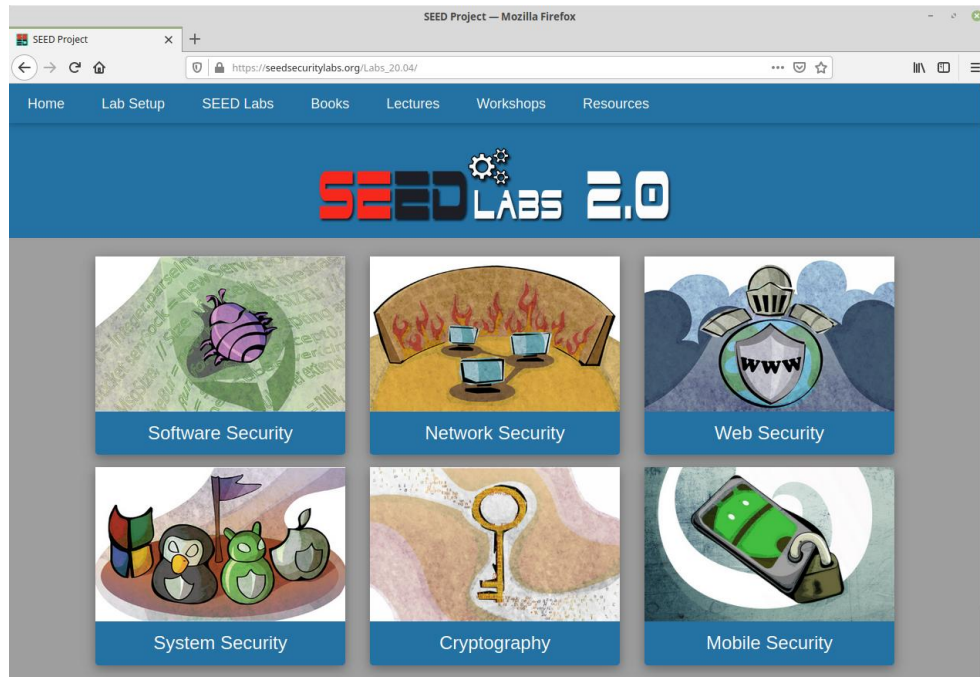 SEED Project — Mozilla Firefox
SEED Project
https://seedsecuritylabs.org/Labs_20.04/
Home Lab Setup SEED Labs Books Lectures Workshops Resources
SEED LABS 2.0
www
Software Security Network Security Web Security
System Security Cryptography Mobile Security